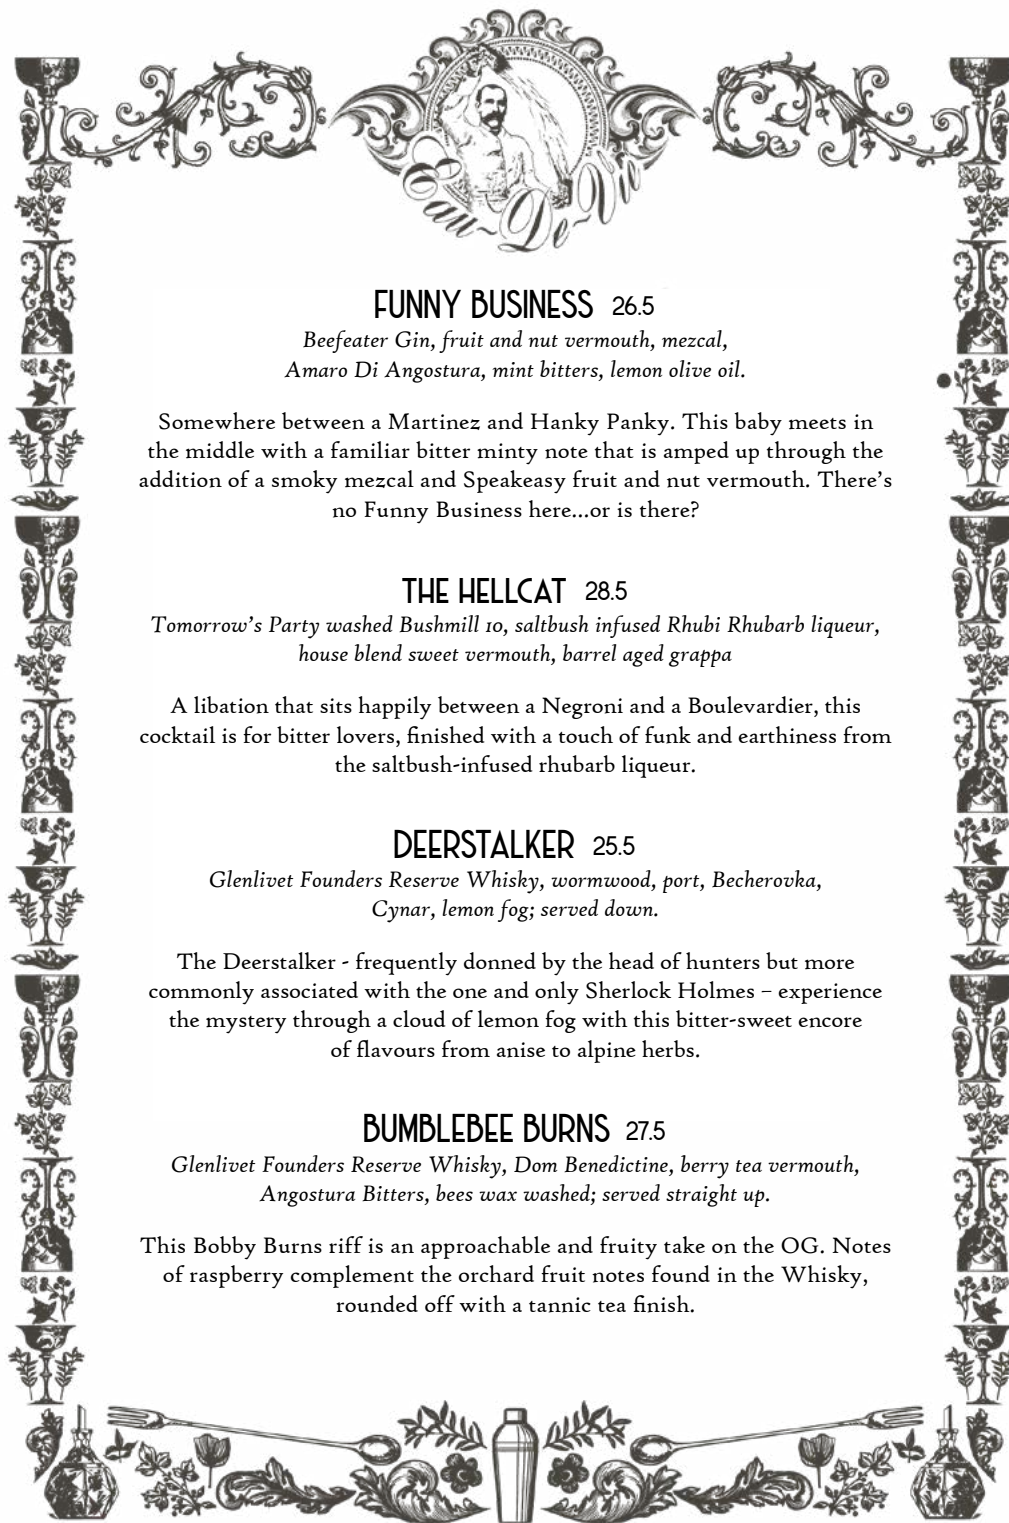 Eau-De-Vie
FUNNY BUSINESS 26.5
Beefeater Gin, fruit and nut vermouth, mezcal,
Amaro Di Angostura, mint bitters, lemon olive oil.
Somewhere between a Martinez and Hanky Panky. This baby meets in
the middle with a familiar bitter minty note that is amped up through the
addition of a smoky mezcal and Speakeasy fruit and nut vermouth. There's
no Funny Business here...or is there?
THE HELLCAT 28.5
Tomorrow's Party washed Bushmill 10, saltbush infused Rhubi Rhubarb liqueur,
house blend sweet vermouth, barrel aged grappa
A libation that sits happily between a Negroni and a Boulevardier, this
cocktail is for bitter lovers, finished with a touch of funk and earthiness from
the saltbush-infused rhubarb liqueur.
DEERSTALKER 25.5
Glenlivet Founders Reserve Whisky, wormwood, port, Becherovka,
Cynar, lemon fog; served down.
The Deerstalker - frequently donned by the head of hunters but more
commonly associated with the one and only Sherlock Holmes – experience
the mystery through a cloud of lemon fog with this bitter-sweet encore
of flavours from anise to alpine herbs.
BUMBLEBEE BURNS 27.5
Glenlivet Founders Reserve Whisky, Dom Benedictine, berry tea vermouth,
Angostura Bitters, bees wax washed; served straight up.
This Bobby Burns riff is an approachable and fruity take on the OG. Notes
of raspberry complement the orchard fruit notes found in the Whisky,
rounded off with a tannic tea finish.